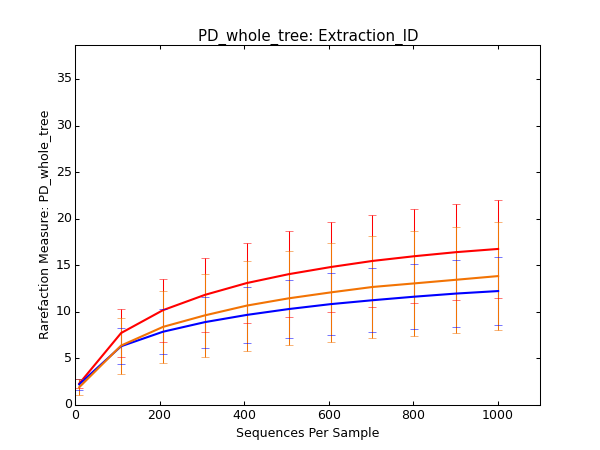 PD_whole_tree: Extraction_ID
Rarefaction Measure: PD_whole_tree
35
30
25
20
15
10
5
0
0 200 400 600 800 1000
Sequences Per Sample